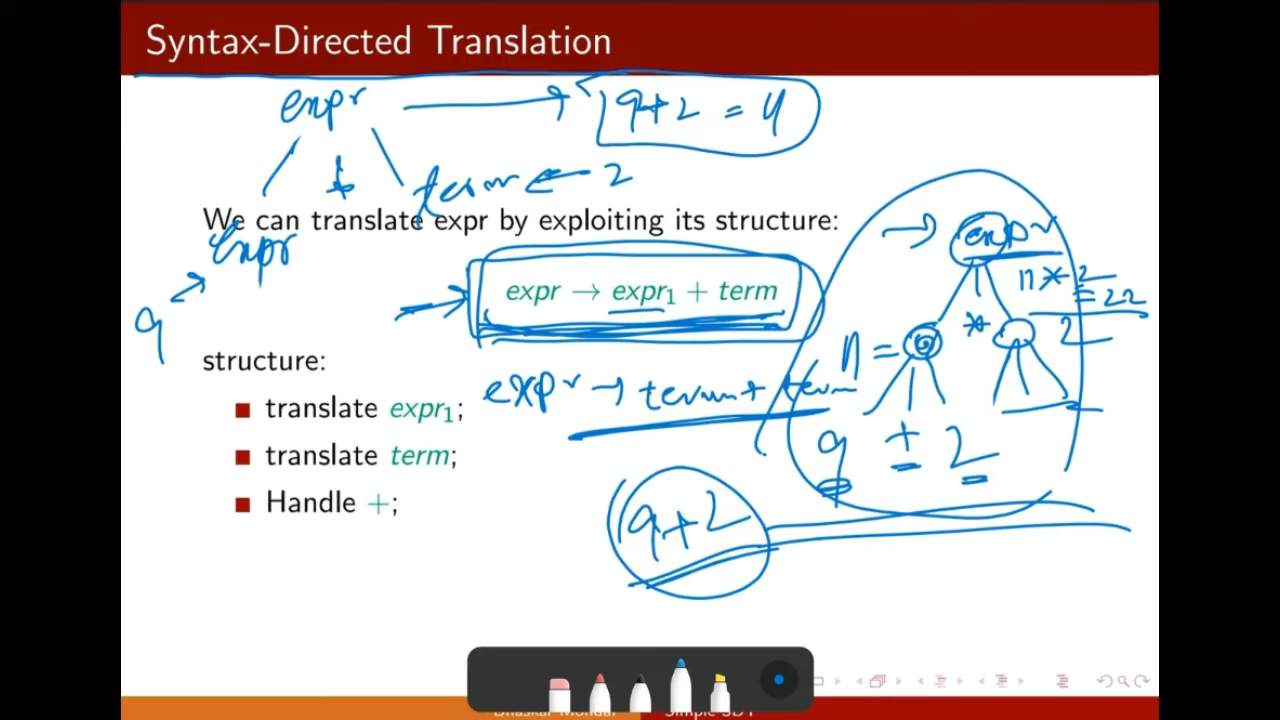 Syntax-Directed Translation
expr → 9+2 = 11
term ← 2
We can translate expr by exploiting its structure:
expr
expr
11 * 2
= 22
9
expr → expr₁ + term
11 = * 2
structure:
expr → term + term
translate expr₁;
9 + 2
translate term;
Handle +;
9+2